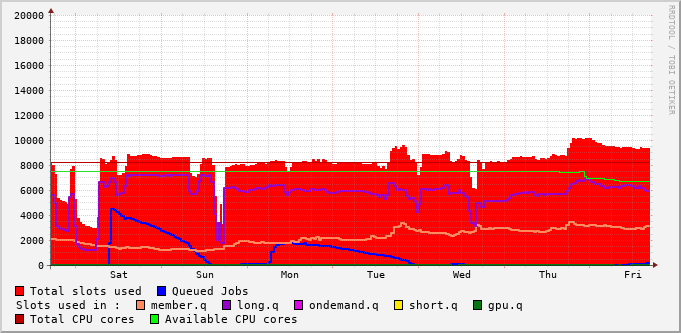 RRDTOOL / TOBI OETIKER
20000
18000
16000
14000
12000
10000
8000
6000
4000
2000
0
Sat Sun Mon Tue Wed Thu Fri
Total slots used Queued Jobs
Slots used in : member.q long.q ondemand.q short.q gpu.q
Total CPU cores Available CPU cores